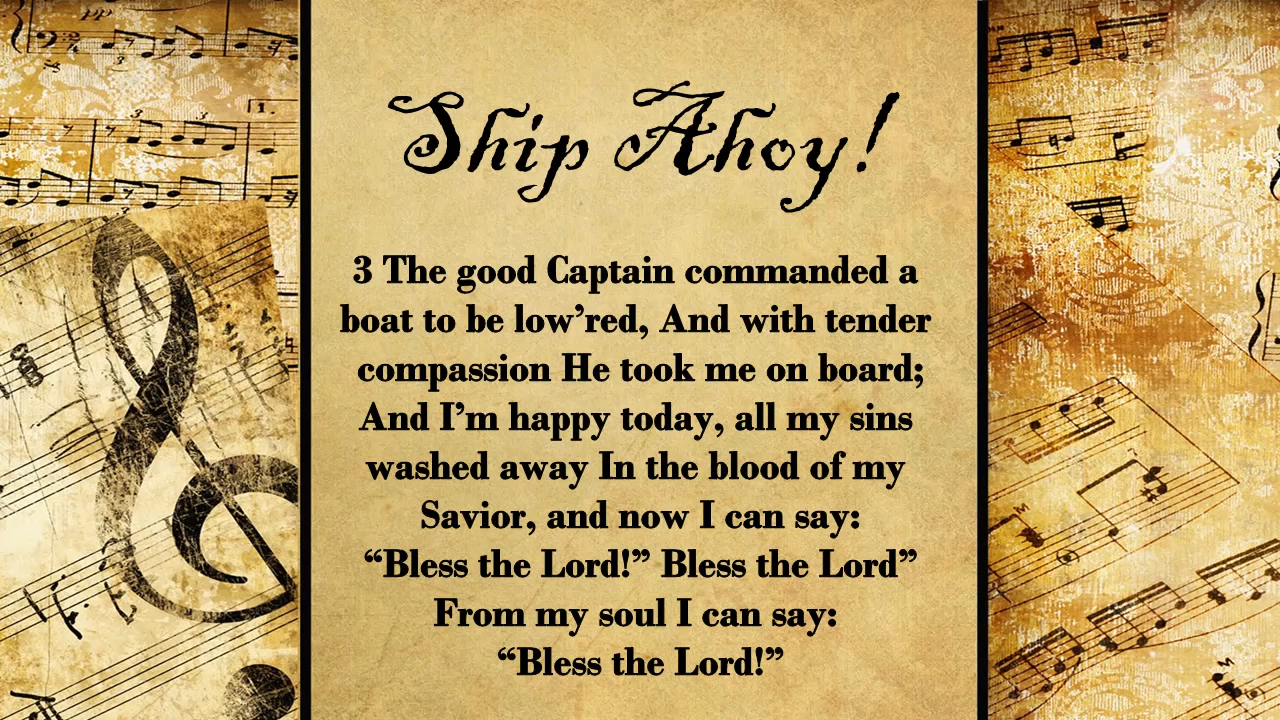 Ship Ahoy!
3 The good Captain commanded a
boat to be low’red, And with tender
compassion He took me on board;
And I’m happy today, all my sins
washed away In the blood of my
Savior, and now I can say:
“Bless the Lord!” Bless the Lord”
From my soul I can say:
“Bless the Lord!”